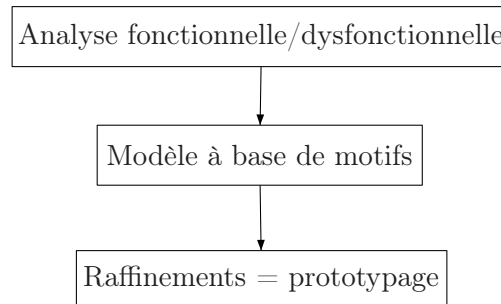 Analyse fonctionnelle/dysfonctionnelle
Modèle à base de motifs
Raffinements = prototypage